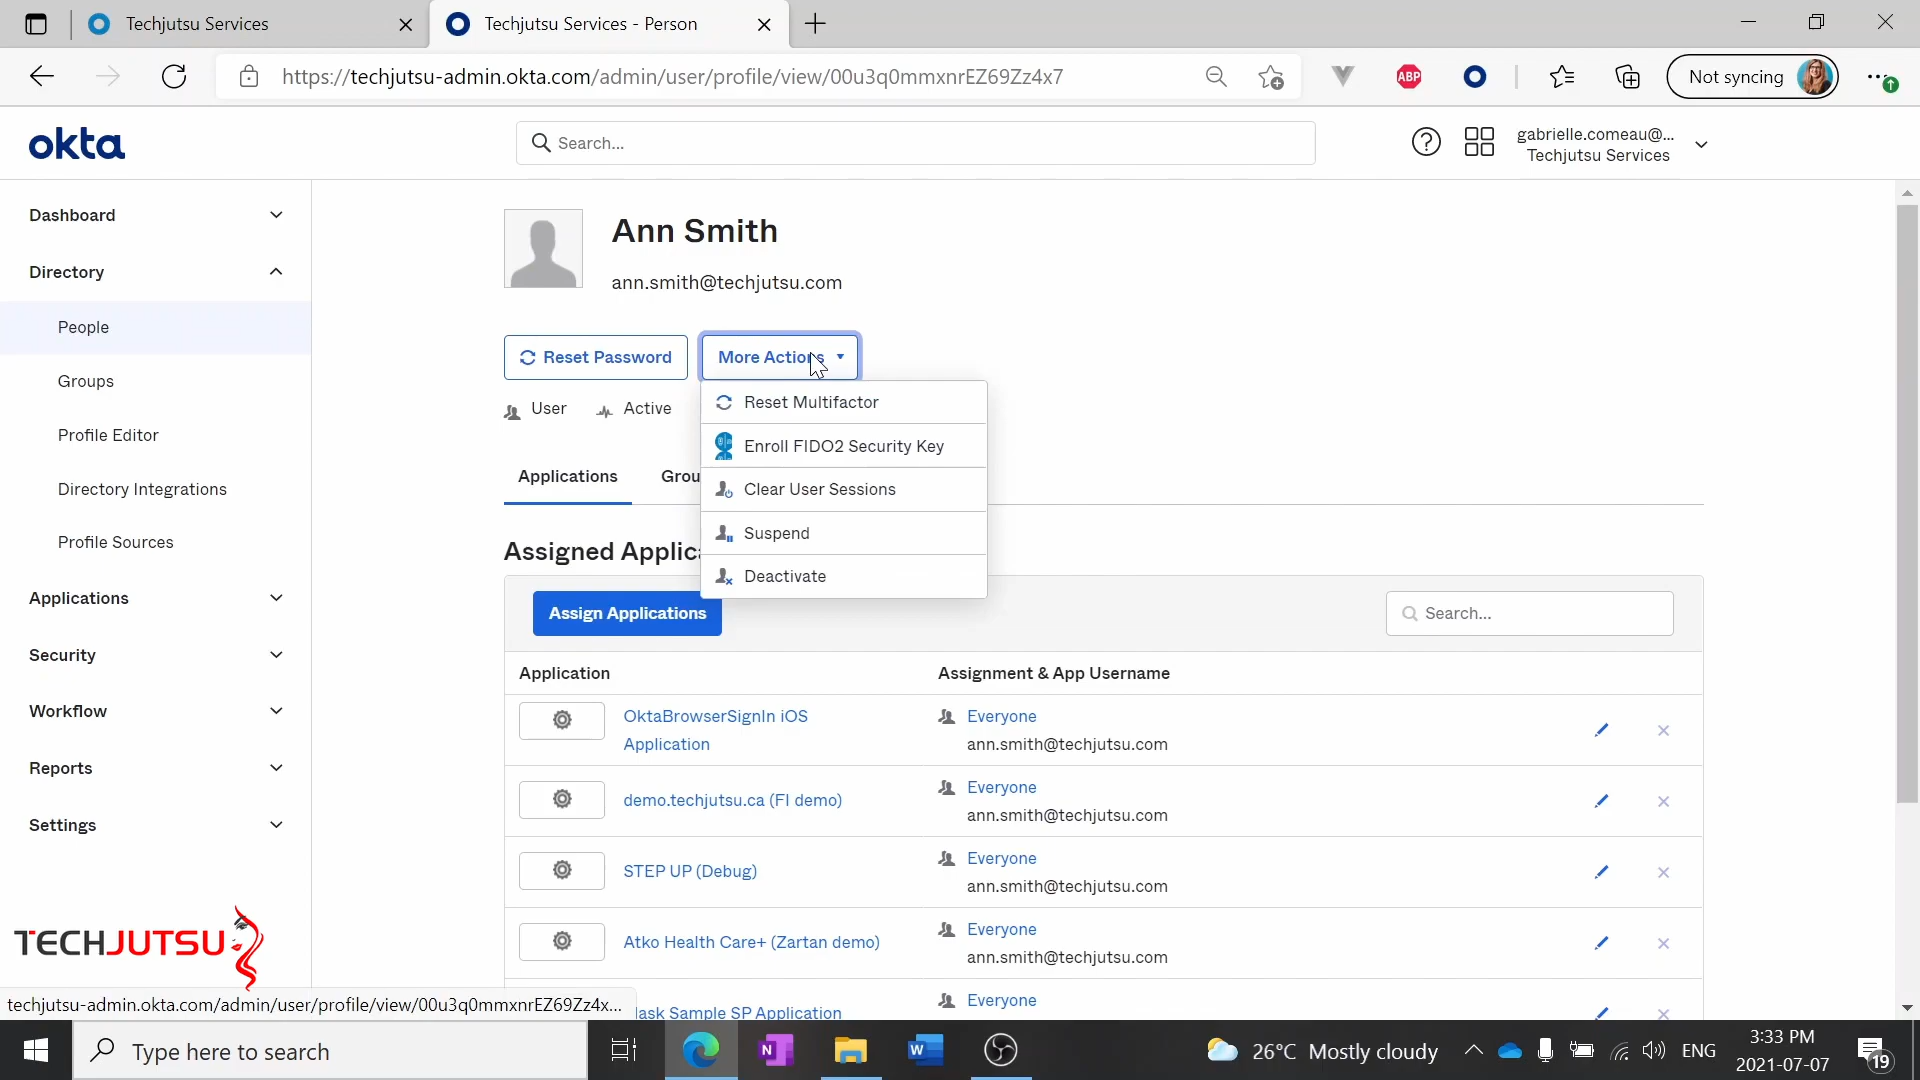 Techjutsu Services
Techjutsu Services - Person
https://techjutsu-admin.okta.com/admin/user/profile/view/00u3q0mmxnrEZ69Zz4x7
ABP
Not syncing
okta
Search...
gabrielle.comeau@...
Techjutsu Services
Dashboard
Directory
People
Groups
Profile Editor
Directory Integrations
Profile Sources
Applications
Security
Workflow
Reports
Settings
TECHJUTSU
Ann Smith
ann.smith@techjutsu.com
Reset Password
More Actions
User
Active
Reset Multifactor
Enroll FIDO2 Security Key
Clear User Sessions
Suspend
Deactivate
Applications
Grou
Assigned Applica
Assign Applications
Search...
Application
Assignment & App Username
OktaBrowserSignIn iOS
Application
Everyone
ann.smith@techjutsu.com
demo.techjutsu.ca (FI demo)
Everyone
ann.smith@techjutsu.com
STEP UP (Debug)
Everyone
ann.smith@techjutsu.com
Atko Health Care+ (Zartan demo)
Everyone
ann.smith@techjutsu.com
lask Sample SP Application
Everyone
techjutsu-admin.okta.com/admin/user/profile/view/00u3q0mmxnrEZ69Zz4x...
Type here to search
N
W
26°C Mostly cloudy
ENG
3:33 PM
2021-07-07
19